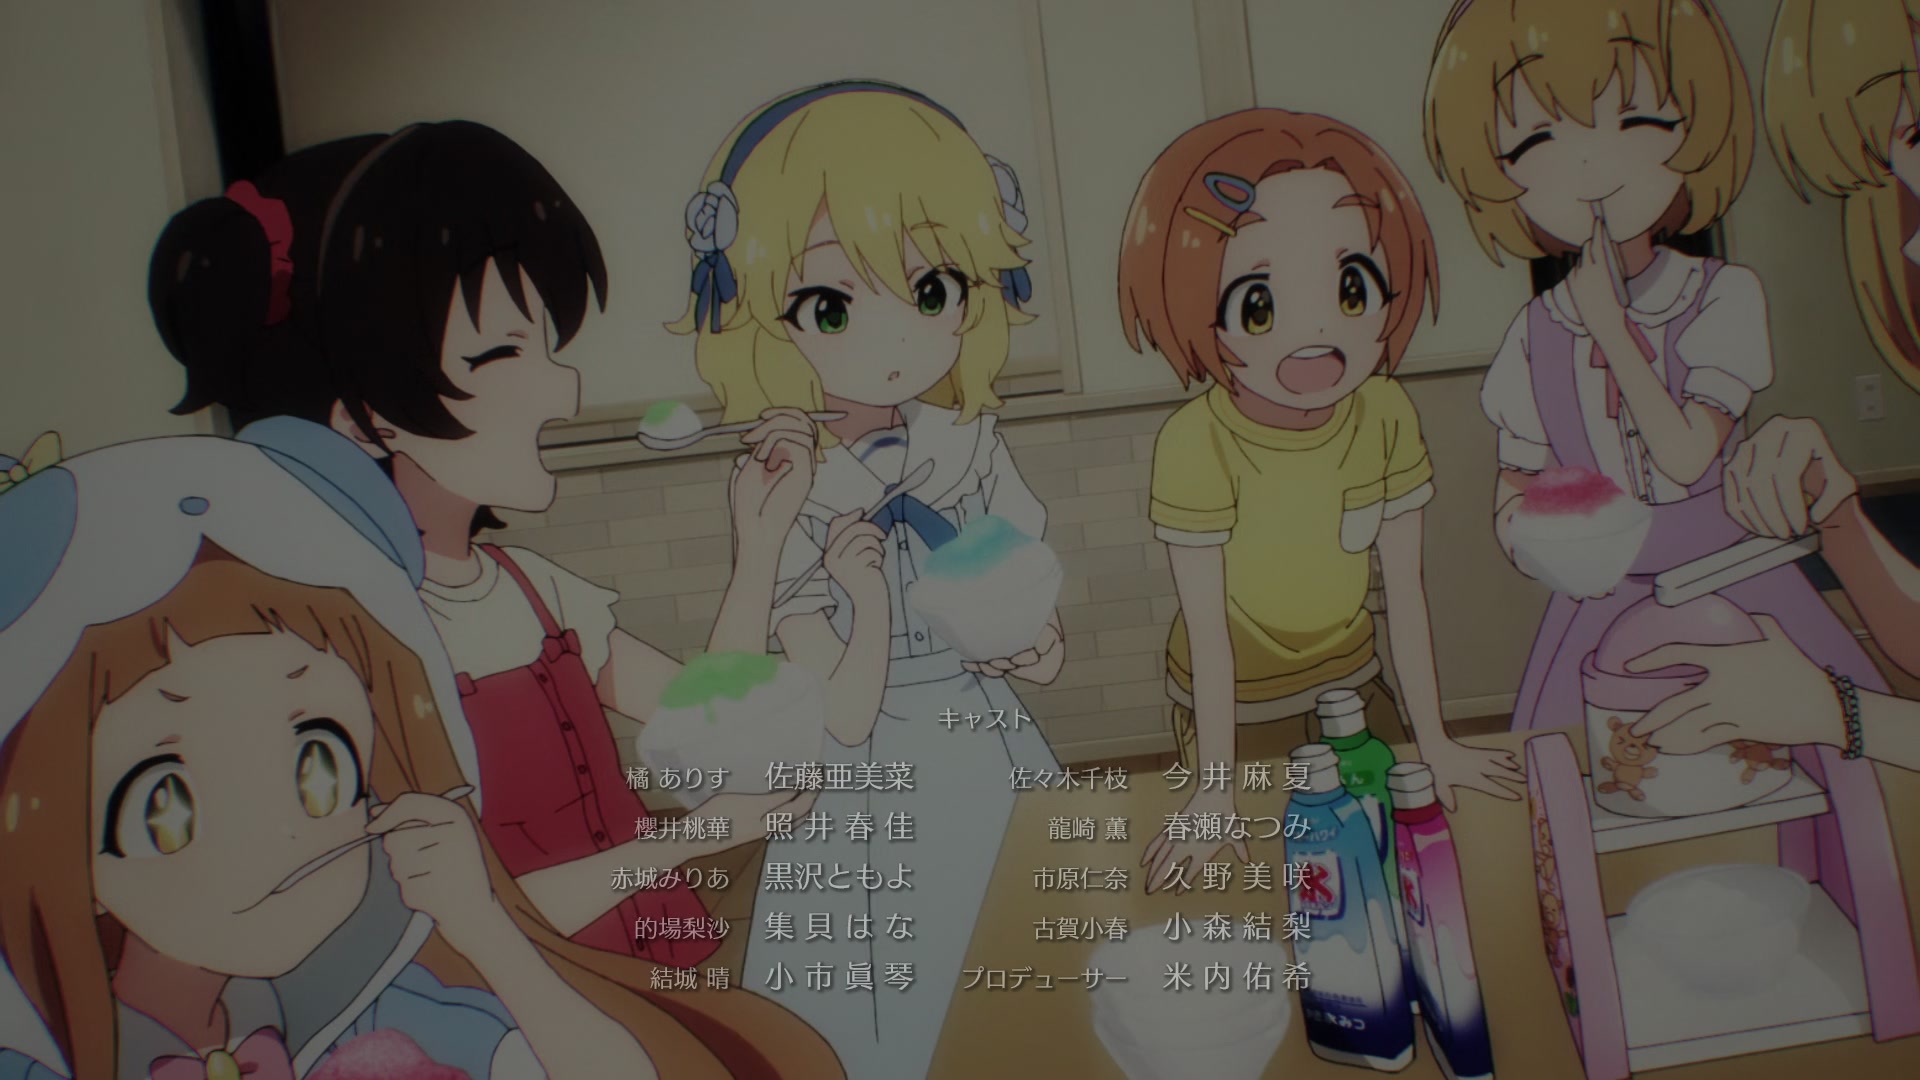 キャスト
橘 ありす 佐藤亜美菜 佐々木千枝 今井麻夏
櫻井桃華 照井春佳 龍崎 薫 春瀬なつみ
赤城みりあ 黒沢ともよ 市原仁奈 久野美咲
的場梨沙 集貝はな 古賀小春 小森結梨
結城 晴 小市眞琴 プロデューサー 米内佑希
氷
氷みつ